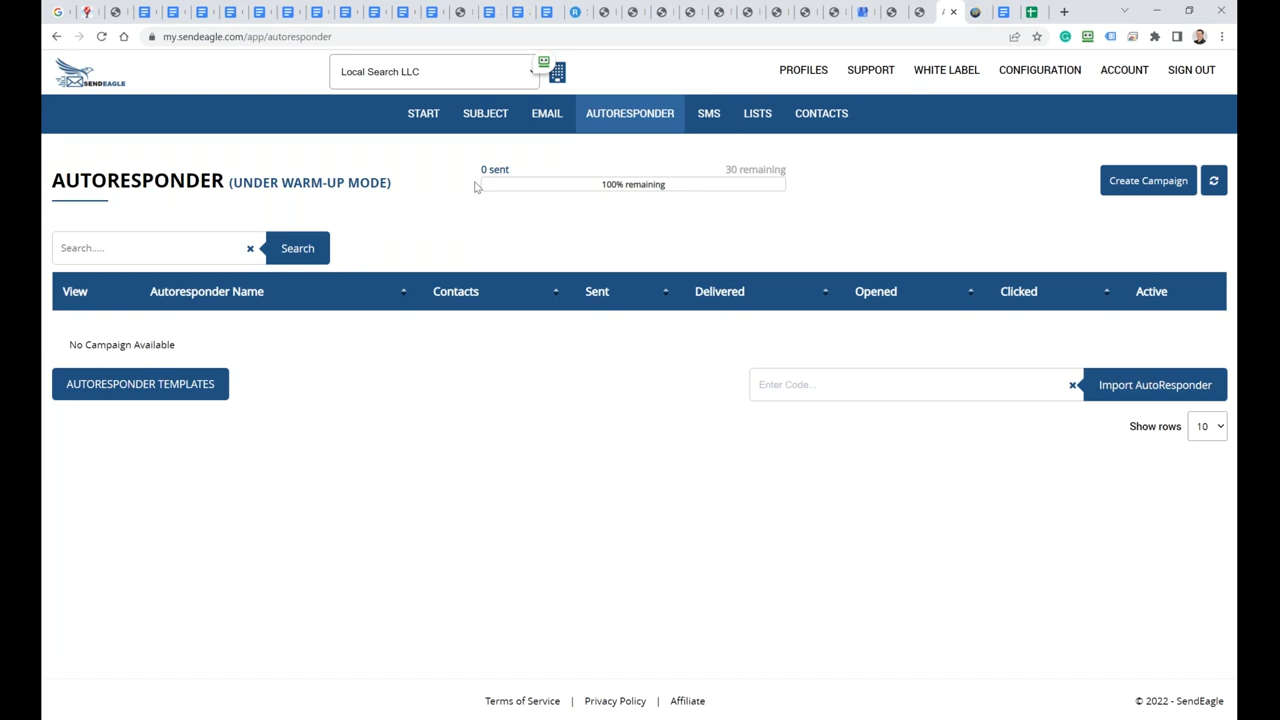 my.sendeagle.com/app/autoresponder
SENDEAGLE
Local Search LLC
PROFILES SUPPORT WHITE LABEL CONFIGURATION ACCOUNT SIGN OUT
START SUBJECT EMAIL AUTORESPONDER SMS LISTS CONTACTS
AUTORESPONDER (UNDER WARM-UP MODE)
0 sent 30 remaining
100% remaining
Create Campaign
Search..... Search
View Autoresponder Name Contacts Sent Delivered Opened Clicked Active
No Campaign Available
AUTORESPONDER TEMPLATES Enter Code... Import AutoResponder
Show rows 10
Terms of Service | Privacy Policy | Affiliate © 2022 - SendEagle